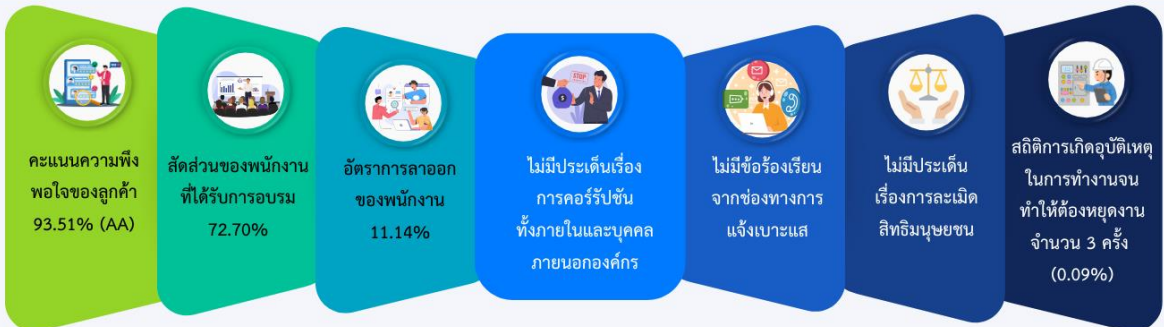 คะแนนความพึง
พอใจของลูกค้า
93.51% (AA)
สัดส่วนของพนักงาน
ที่ได้รับการอบรม
72.70%
อัตราการลาออก
ของพนักงาน
11.14%
STOP
ไม่มีประเด็นเรื่อง
การคอร์รัปชัน
ทั้งภายในและบุคคล
ภายนอกองค์กร
ไม่มีข้อร้องเรียน
จากช่องทางการ
แจ้งเบาะแส
ไม่มีประเด็น
เรื่องการละเมิด
สิทธิมนุษยชน
สถิติการเกิดอุบัติเหตุ
ในการทำงานจน
ทำให้ต้องหยุดงาน
จำนวน 3 ครั้ง
(0.09%)